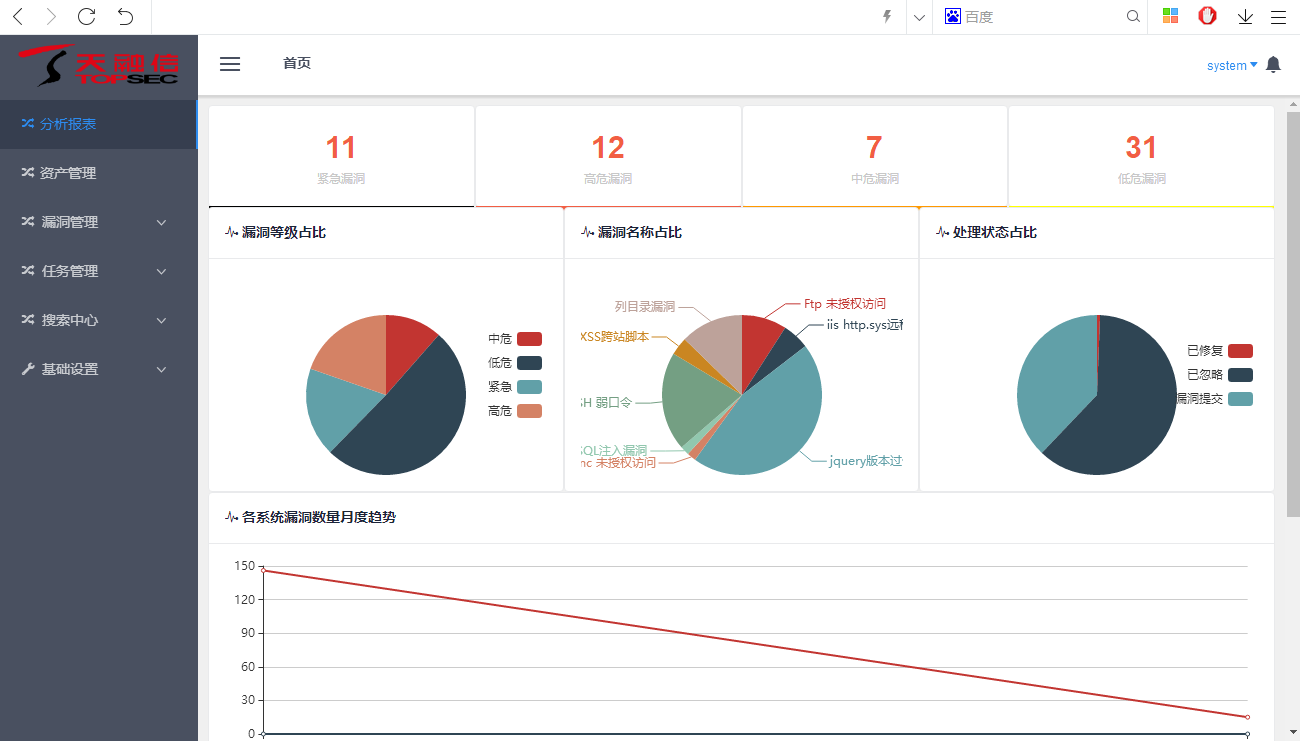 百度
天融信
TOPSEC
首页
system
分析报表
资产管理
漏洞管理
任务管理
搜索中心
基础设置
11
紧急漏洞
12
高危漏洞
7
中危漏洞
31
低危漏洞
漏洞等级占比
中危
低危
紧急
高危
漏洞名称占比
列目录漏洞
Ftp 未授权访问
iis http.sys远
XSS跨站脚本
SH 弱口令
SQL注入漏洞
nc 未授权访问
jquery版本过
处理状态占比
已修复
已忽略
漏洞提交
各系统漏洞数量月度趋势
150
120
90
60
30
0